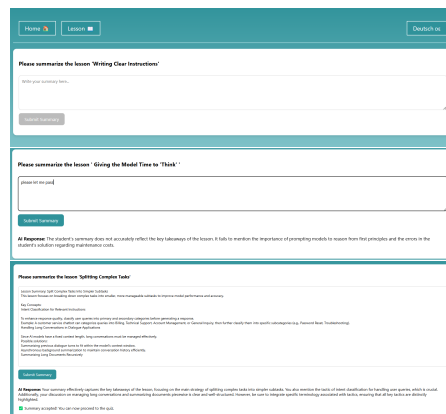 Home
Lesson
Deutsch
Please summarize the lesson 'Writing Clear Instructions'
Write your summary here...
Submit Summary
Please summarize the lesson ' Giving the Model Time to 'Think' '
please let me pass
Submit Summary
AI Response: The student's summary does not accurately reflect the key takeaways of the lesson. It fails to mention the importance of prompting models to reason from first principles and the errors in the
student's solution regarding maintenance costs.
Please summarize the lesson 'Splitting Complex Tasks'
Lesson Summary: Split Complex Tasks into Simpler Subtasks
The lesson focuses on breaking down complex tasks into smaller, more manageable subtasks to improve model performance and accuracy.
Key Concepts
Intent Classification for Relevant Instructions
To enhance response quality, classify user queries into primary and secondary categories before generating a response.
Example: A customer service chatbot can categorize queries into Billing, Technical Support, Account Management, or General Inquiry, then further classify them into specific subcategories (e.g., Password Reset, Troubleshooting).
Handling Long Conversations in Dialogue Applications
Since AI models have a fixed context length, long conversations must be managed effectively.
Possible solutions:
Summarizing previous dialogue turns to fit within the model's context window.
Asynchronous background summarization to maintain conversation history efficiently.
Summarizing Long Documents Recursively
Submit Summary
AI Response: Your summary effectively captures the key takeaways of the lesson, focusing on the main strategy of splitting complex tasks into simpler subtasks. You also mention the tactics of intent classification for handling user queries, which is crucial.
Additionally, your discussion on managing long conversations and summarizing documents piecewise is clear and well-structured. However, be sure to integrate specific terminology associated with tactics, ensuring that all key tactics are distinctly
highlighted.
Summary accepted! You can now proceed to the quiz.